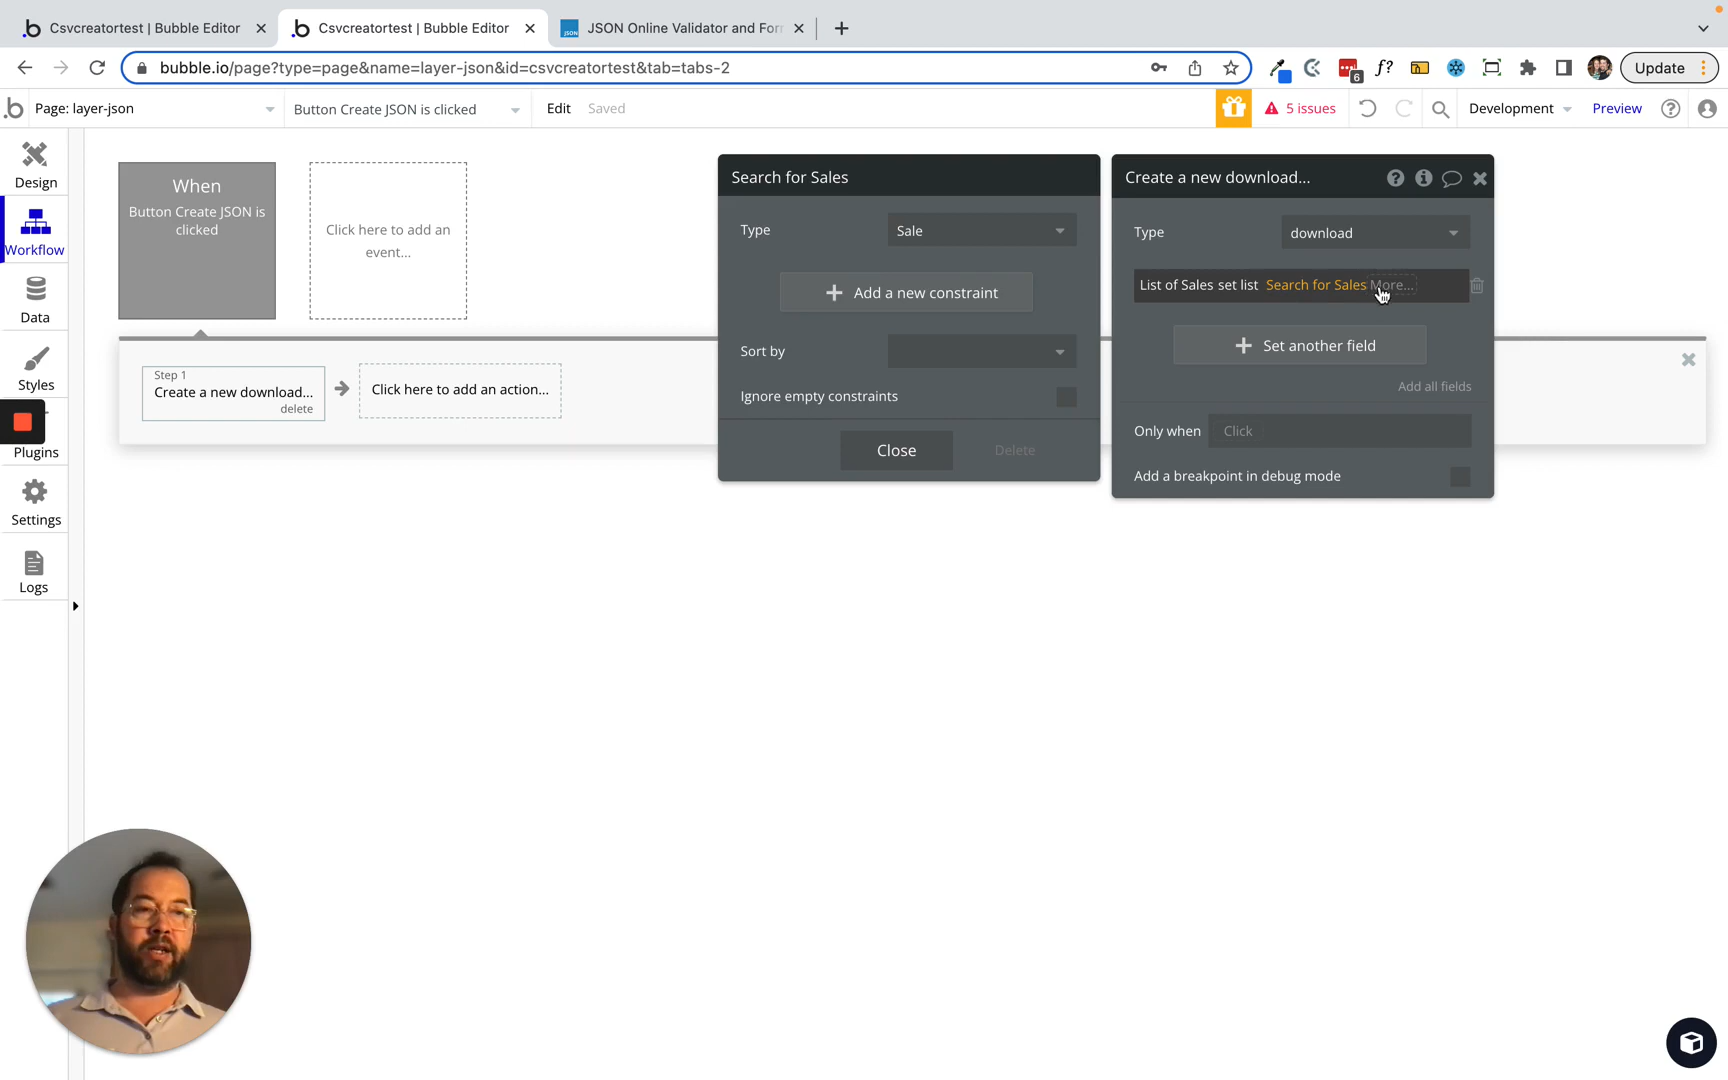 Csvcreatortest | Bubble Editor
Csvcreatortest | Bubble Editor
JSON Online Validator and For
bubble.io/page?type=page&name=layer-json&id=csvcreatortest&tab=tabs-2
6
f?
Update
Page: layer-json
Button Create JSON is clicked
Edit
Saved
5 issues
Development
Preview
Design
Workflow
Data
Styles
Plugins
Settings
Logs
When
Button Create JSON is
clicked
Click here to add an
event...
Step 1
Create a new download...
delete
Click here to add an action...
Search for Sales
Type
Sale
Add a new constraint
Sort by
Ignore empty constraints
Close
Delete
Create a new download...
Type
download
List of Sales set list Search for Sales More...
Set another field
Add all fields
Only when
Click
Add a breakpoint in debug mode